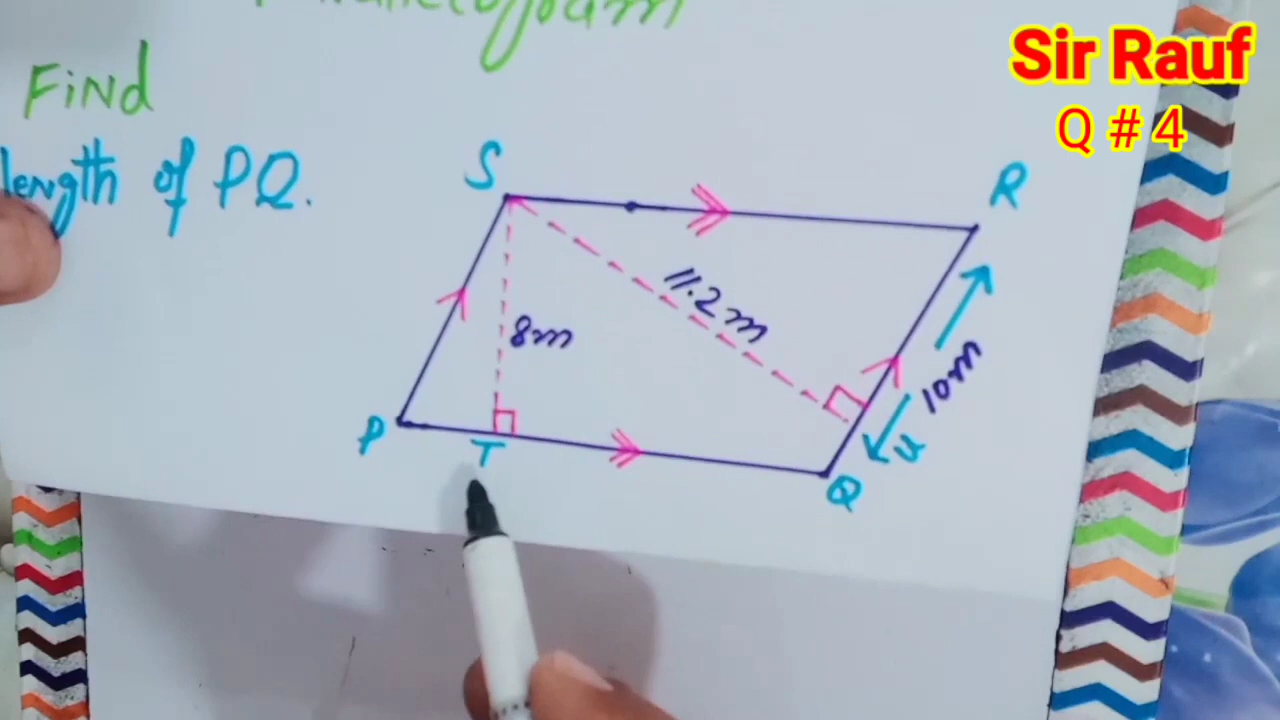 Sir Rauf
Q # 4
FiND
length of PQ.
S
R
11.2m
8m
10m
P
T
U
Q